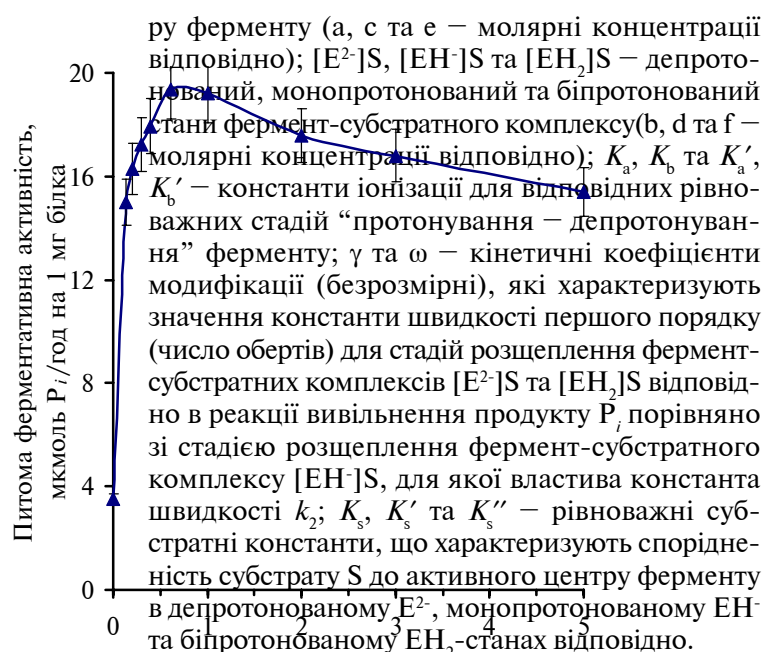 ру ферменту (a, c та e – молярні концентрації
відповідно); [E²⁻]S, [EH⁻]S та [EH₂]S – депрото-
нований, монопротонований та біпротонований
стани фермент-субстратного комплексу(b, d та f –
молярні концентрації відповідно); Kₐ, K_b та Kₐ′,
K_b′ – константи іонізації для відповідних рівно-
важних стадій “протонування – депротонуван-
ня” ферменту; γ та ω – кінетичні коефіцієнти
модифікації (безрозмірні), які характеризують
значення константи швидкості першого порядку
(число обертів) для стадій розщеплення фермент-
субстратних комплексів [E²⁻]S та [EH₂]S відповід-
но в реакції вивільнення продукту Pᵢ порівняно
зі стадією розщеплення фермент-субстратного
комплексу [EH⁻]S, для якої властива константа
швидкості k₂; Kₛ, Kₛ′ та Kₛ′′ – рівноважні суб-
стратні константи, що характеризують спорідне-
ність субстрату S до активного центру ферменту
в депротонованому E²⁻, монопротонованому EH⁻
та біпротонованому EH₂-станах відповідно.
Питома ферментативна активність,
мкмоль Pᵢ/год на 1 мг білка
20
16
12
8
4
0
0 1 2 3 4 5